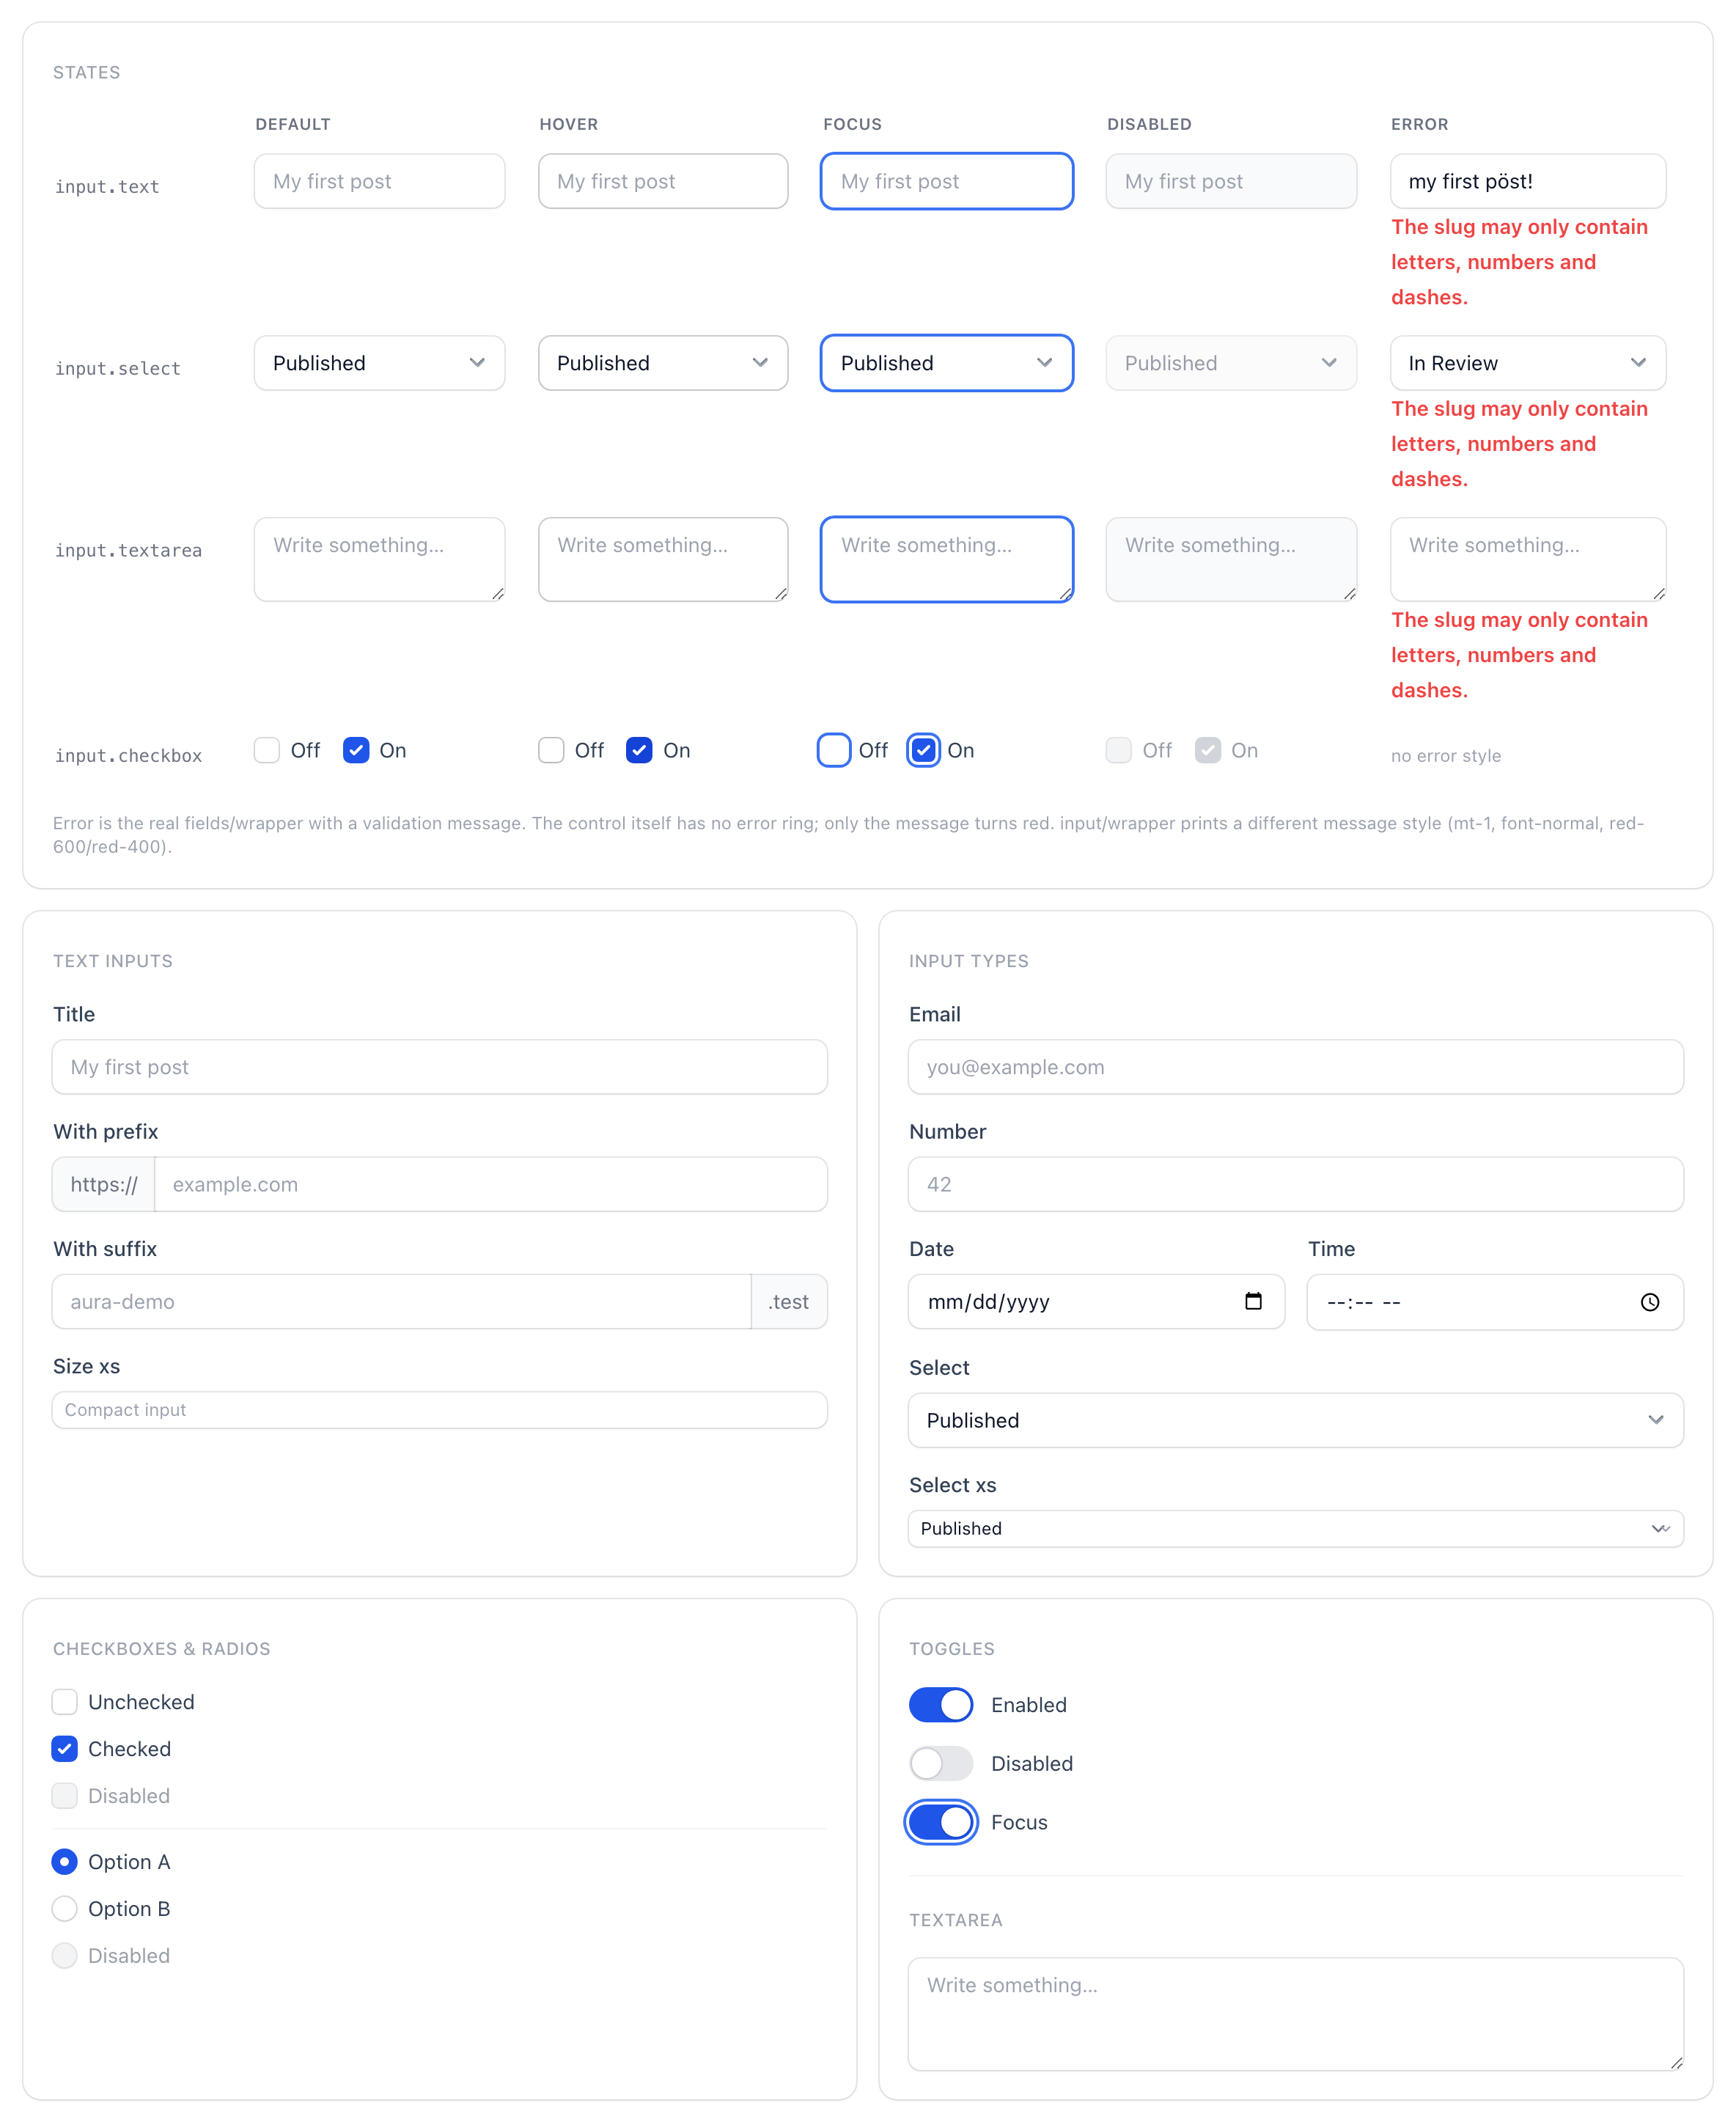 STATES
DEFAULT HOVER FOCUS DISABLED ERROR
input.text My first post My first post My first post My first post my first pöst!
The slug may only contain
letters, numbers and
dashes.
input.select Published Published Published Published In Review
The slug may only contain
letters, numbers and
dashes.
input.textarea Write something... Write something... Write something... Write something... Write something...
The slug may only contain
letters, numbers and
dashes.
input.checkbox Off On Off On Off On Off On no error style
Error is the real fields/wrapper with a validation message. The control itself has no error ring; only the message turns red. input/wrapper prints a different message style (mt-1, font-normal, red-
600/red-400).
TEXT INPUTS
Title
My first post
With prefix
https:// example.com
With suffix
aura-demo .test
Size xs
Compact input
INPUT TYPES
Email
you@example.com
Number
42
Date Time
mm/dd/yyyy --:-- --
Select
Published
Select xs
Published
CHECKBOXES & RADIOS
Unchecked
Checked
Disabled
Option A
Option B
Disabled
TOGGLES
Enabled
Disabled
Focus
TEXTAREA
Write something...